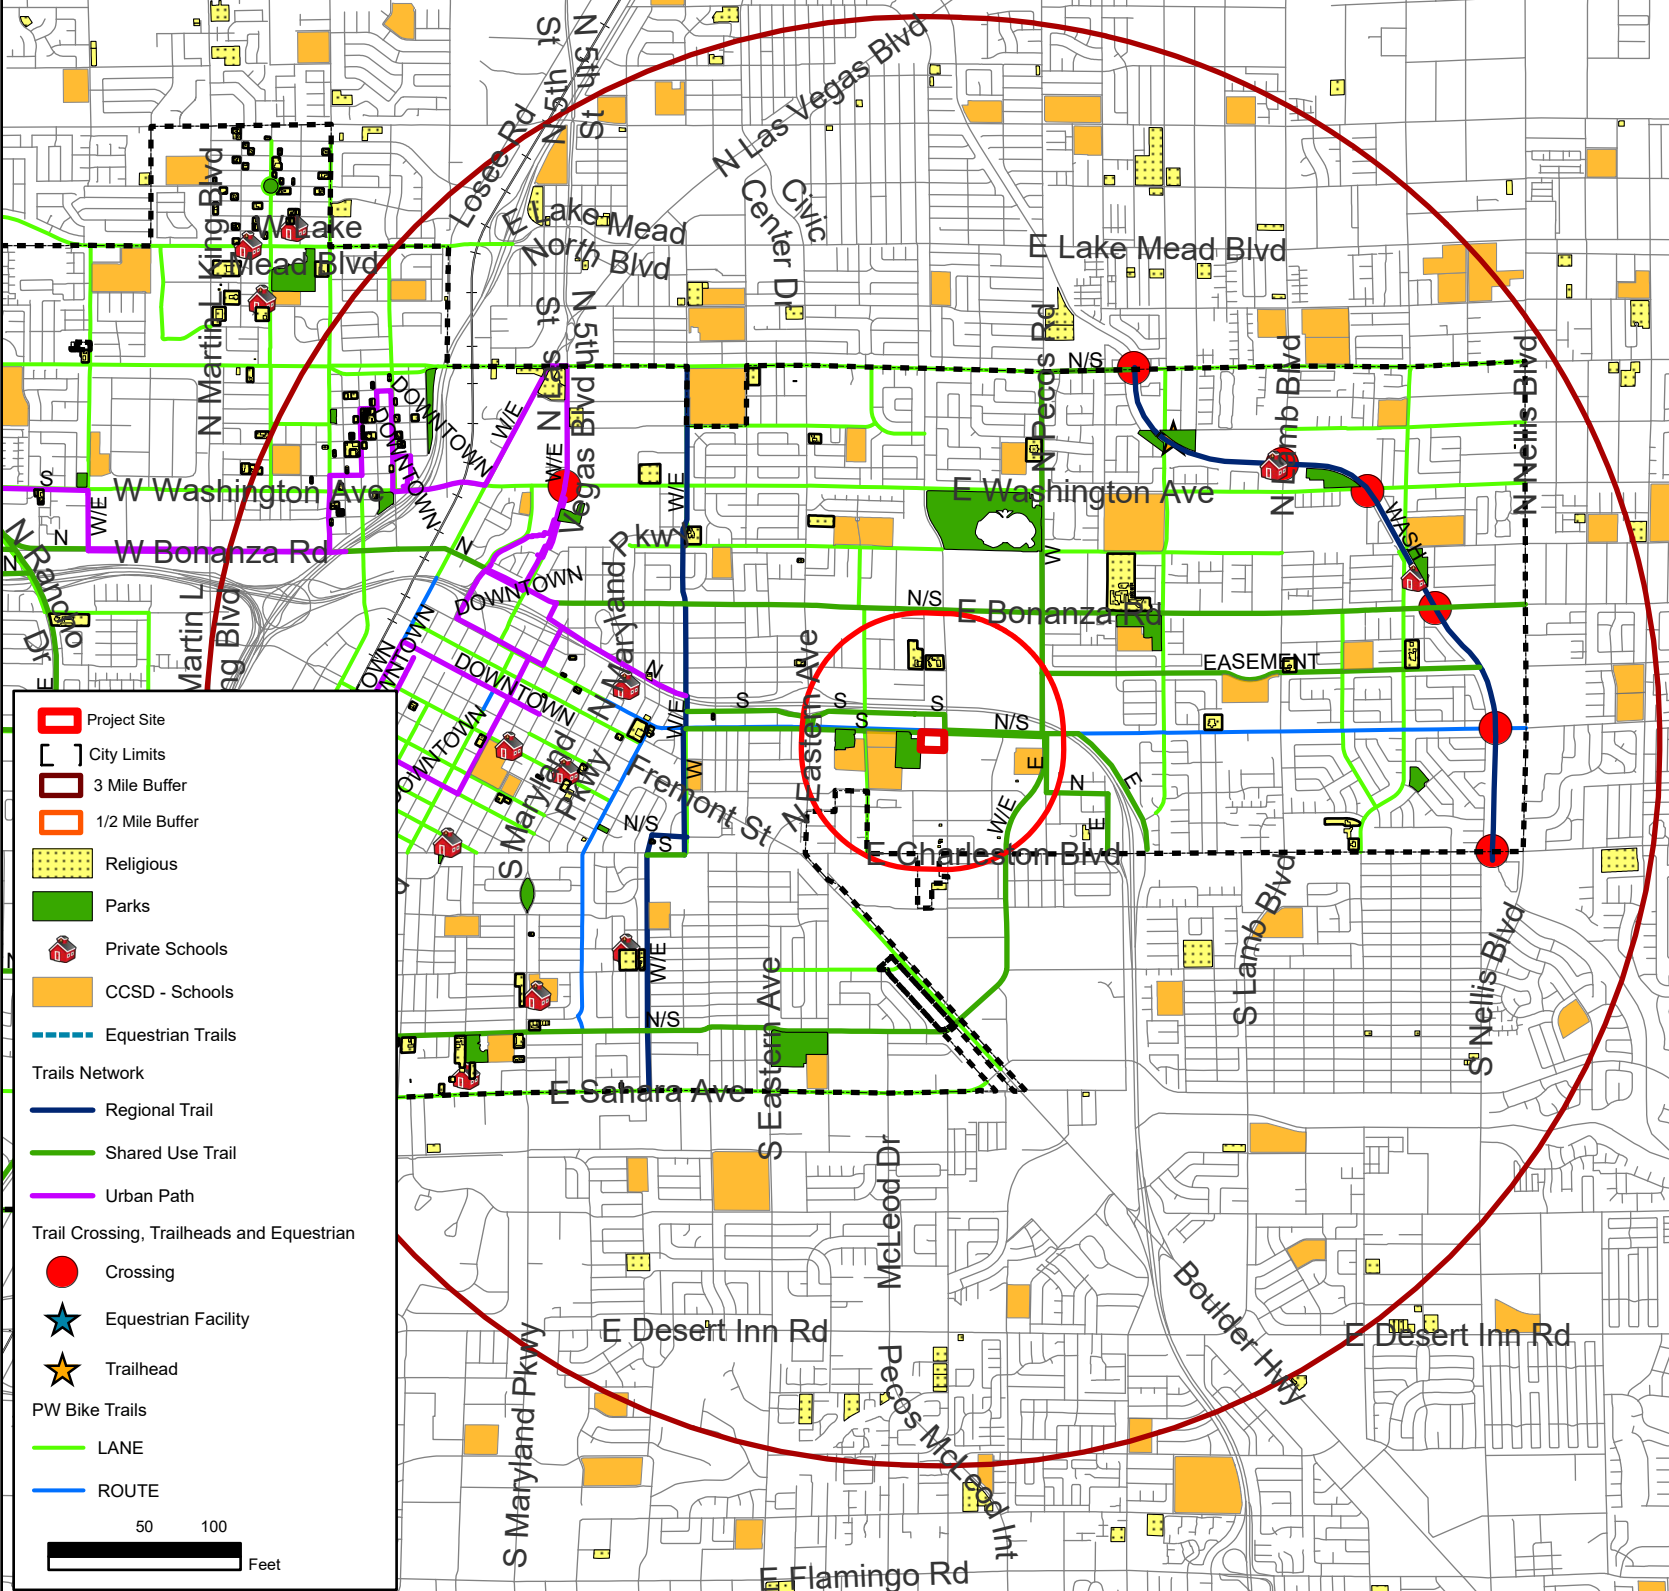 N 5th St
N 5th St
Losee Rd
N Las Vegas Blvd
Civic Center Dr
E Lake Mead
North Blvd
E Lake Mead Blvd
N Martin L King Blvd
W Lake
Mead Blvd
N Las Vegas Blvd
N 5th St
N Pecos Rd
N/S
N Lamb Blvd
N Nellis Blvd
DOWNTOWN
DOWNTOWN
W/E
W/E
W/E
W/E
S
W Washington Ave
E Washington Ave
WASH
N
W Bonanza Rd
N
N
N Rancho Dr
Martin L
ng Blvd
E
DOWNTOWN
N Maryland Pkwy
W
N/S
E Bonanza Rd
EASEMENT
OWN
NTOWN
DOWNTOWN
DOWNTOWN
N
S
S
S
N/S
W/E
W
N Eastern Ave
Fremont St
S Maryland Pkwy
N/S
S
E
N
E
E
W/E
E Charleston Blvd
W/E
N/S
S Eastern Ave
E Sahara Ave
S Lamb Blvd
S Nellis Blvd
McLeod Dr
E Desert Inn Rd
Boulder Hwy
E Desert Inn Rd
S Maryland Pkwy
Pecos McLeod Int
E Flamingo Rd
Project Site
City Limits
3 Mile Buffer
1/2 Mile Buffer
Religious
Parks
Private Schools
CCSD - Schools
Equestrian Trails
Trails Network
Regional Trail
Shared Use Trail
Urban Path
Trail Crossing, Trailheads and Equestrian
Crossing
Equestrian Facility
Trailhead
PW Bike Trails
LANE
ROUTE
50 100
Feet